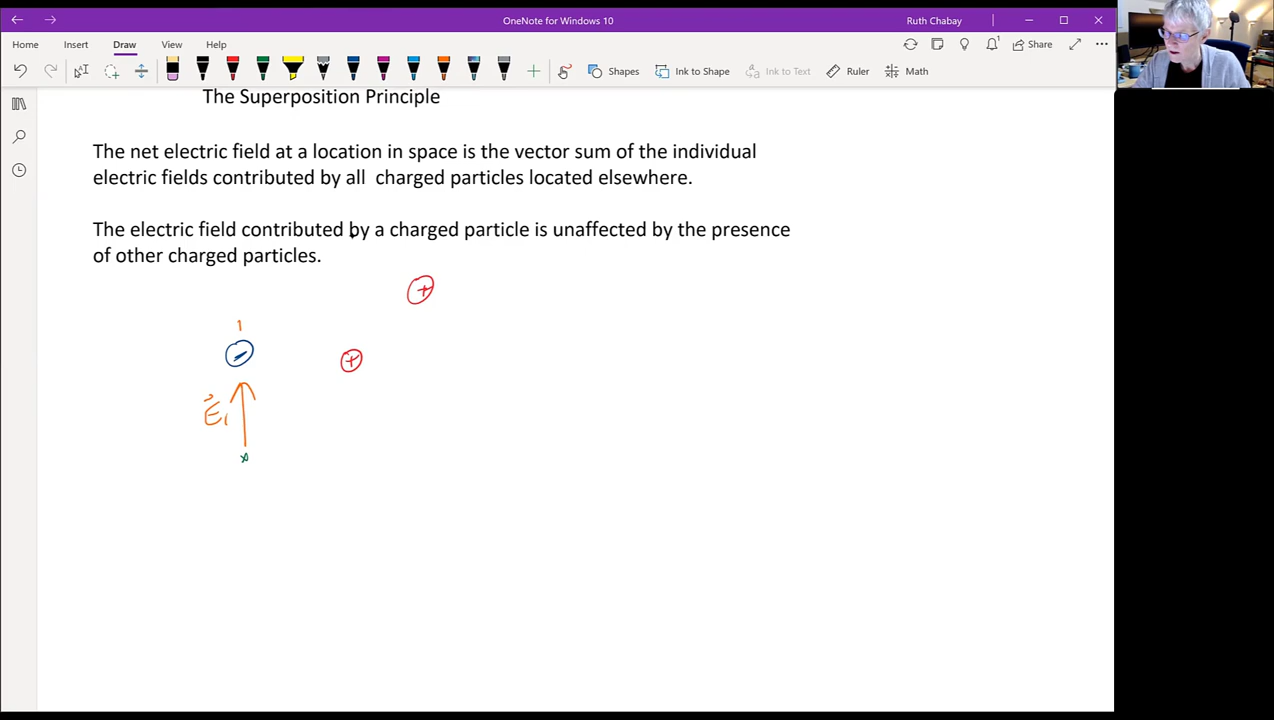 OneNote for Windows 10
Ruth Chabay
Home Insert Draw View Help
Share
Shapes Ink to Shape Ink to Text Ruler Math
The Superposition Principle
The net electric field at a location in space is the vector sum of the individual
electric fields contributed by all charged particles located elsewhere.
The electric field contributed by a charged particle is unaffected by the presence
of other charged particles.
+
1
-
+
E⃗₁
x